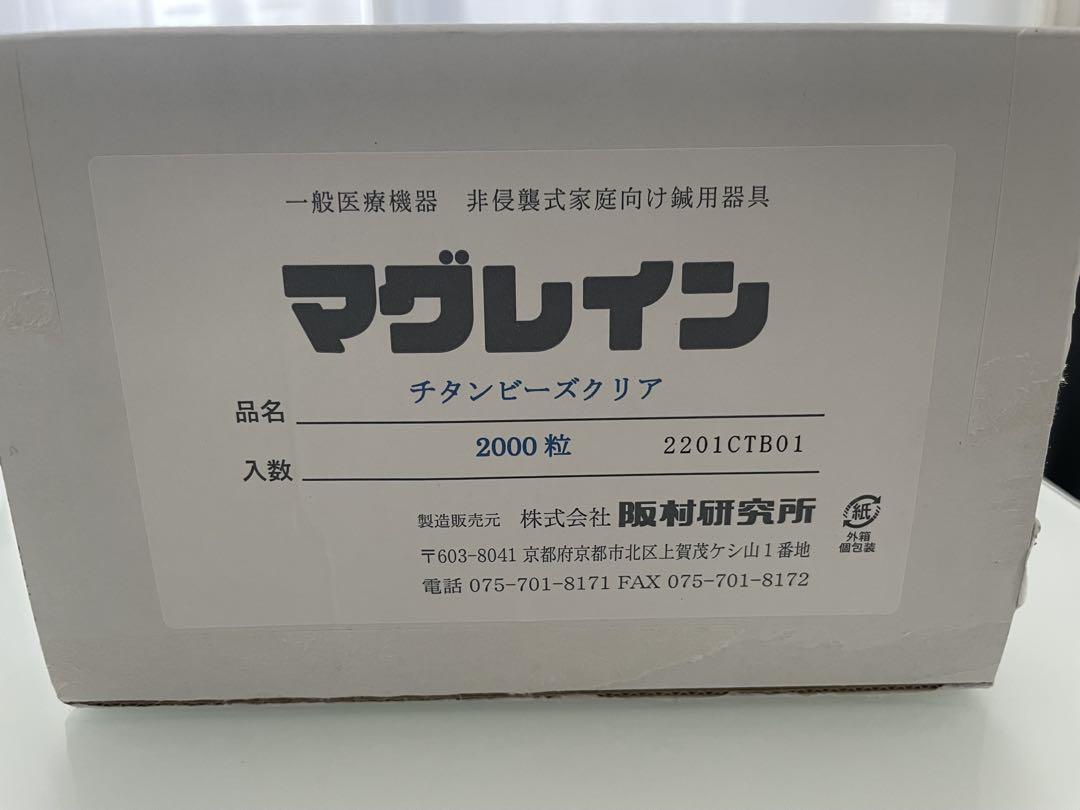 一般医療機器　非侵襲式家庭向け鍼用器具
マグレイン
品名 チタンビーズクリア
入数 2000 粒 2201CTB01
製造販売元 株式会社 阪村研究所
〒603-8041 京都府京都市北区上賀茂ケシ山1番地
電話 075-701-8171 FAX 075-701-8172
紙
外箱
個包装